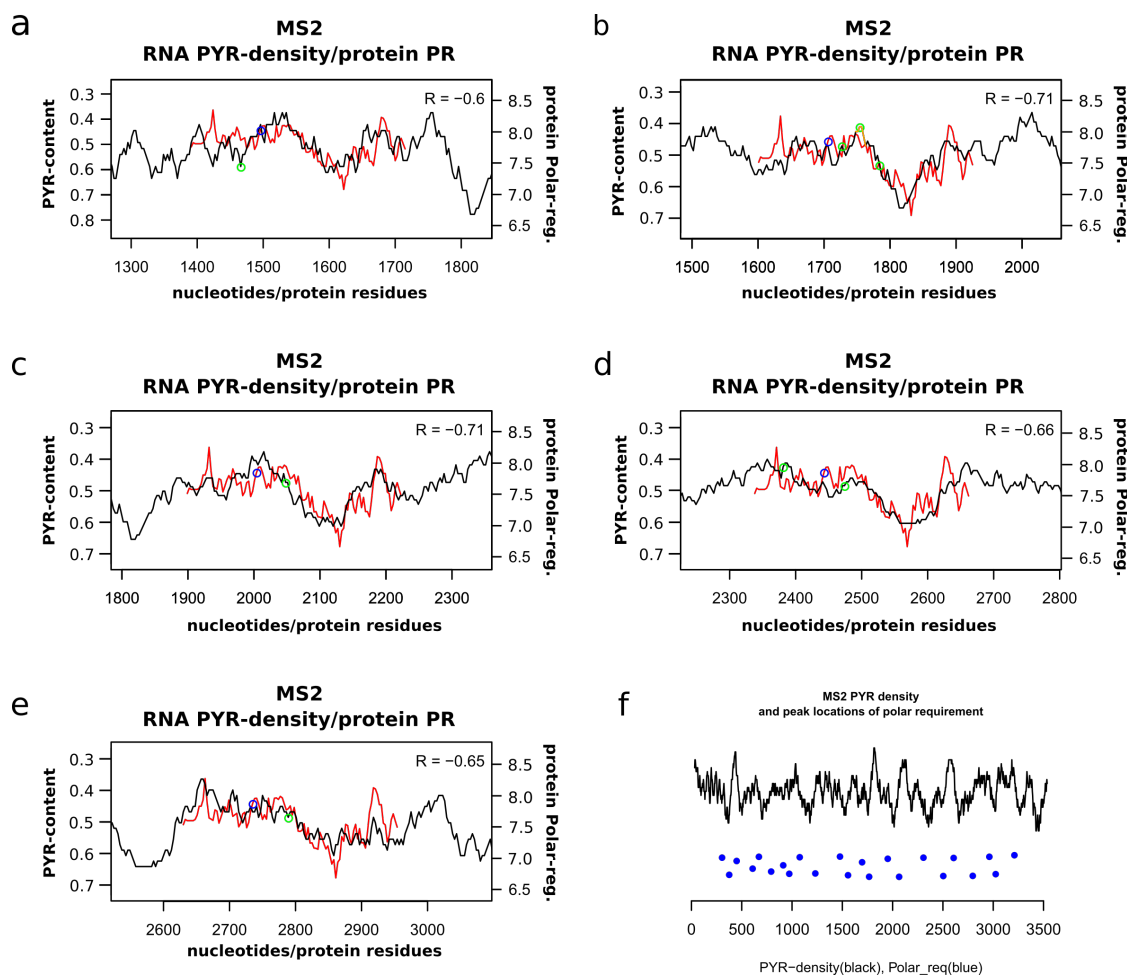 a
MS2
RNA PYR-density/protein PR
R = −0.6
PYR-content
0.3
0.4
0.5
0.6
0.7
0.8
protein Polar-reg.
8.5
8.0
7.5
7.0
6.5
1300 1400 1500 1600 1700 1800
nucleotides/protein residues
b
MS2
RNA PYR-density/protein PR
R = −0.71
PYR-content
0.3
0.4
0.5
0.6
0.7
protein Polar-reg.
8.5
8.0
7.5
7.0
6.5
1500 1600 1700 1800 1900 2000
nucleotides/protein residues
c
MS2
RNA PYR-density/protein PR
R = −0.71
PYR-content
0.3
0.4
0.5
0.6
0.7
protein Polar-reg.
8.5
8.0
7.5
7.0
6.5
1800 1900 2000 2100 2200 2300
nucleotides/protein residues
d
MS2
RNA PYR-density/protein PR
R = −0.66
PYR-content
0.3
0.4
0.5
0.6
0.7
protein Polar-reg.
8.5
8.0
7.5
7.0
6.5
2300 2400 2500 2600 2700 2800
nucleotides/protein residues
e
MS2
RNA PYR-density/protein PR
R = −0.65
PYR-content
0.3
0.4
0.5
0.6
0.7
protein Polar-reg.
8.5
8.0
7.5
7.0
6.5
2600 2700 2800 2900 3000
nucleotides/protein residues
f
MS2 PYR density
and peak locations of polar requirement
0 500 1000 1500 2000 2500 3000 3500
PYR−density(black), Polar_req(blue)